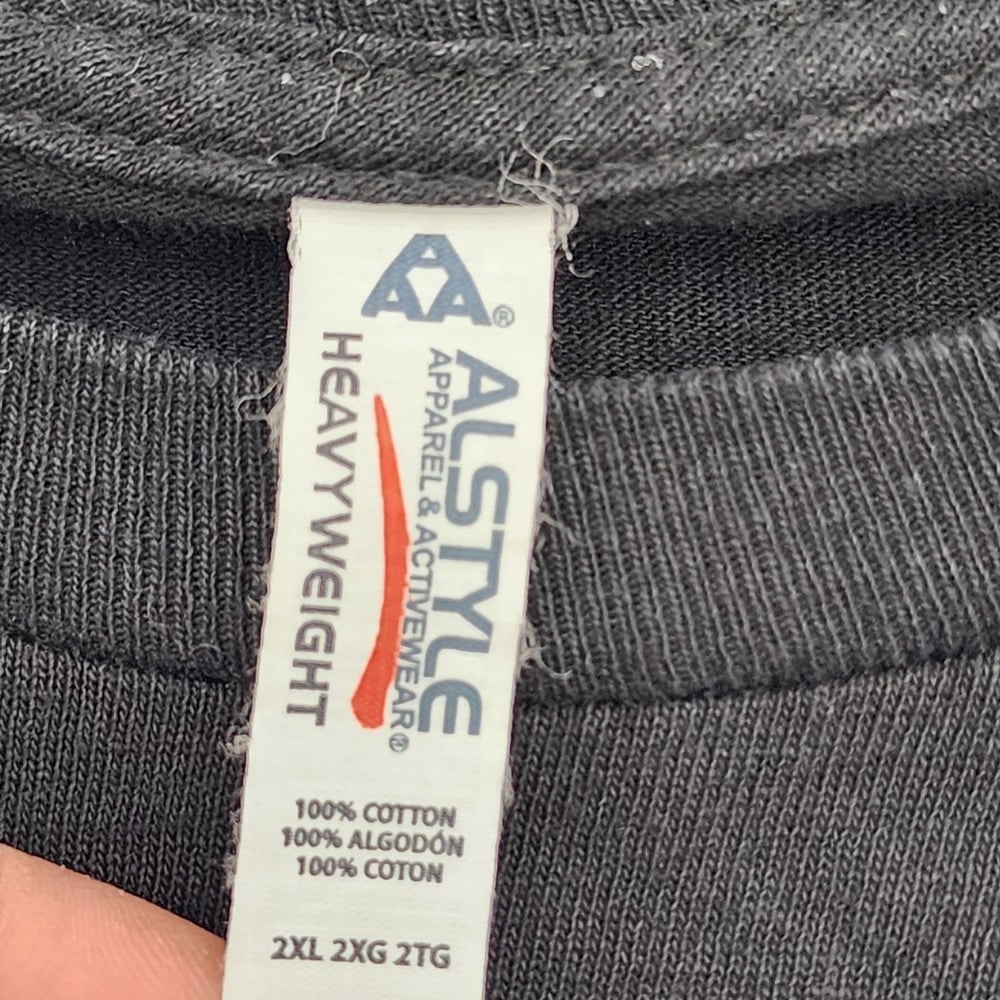 AAA®
ALSTYLE
APPAREL & ACTIVEWEAR®
HEAVYWEIGHT
100% COTTON
100% ALGODÓN
100% COTON
2XL 2XG 2TG